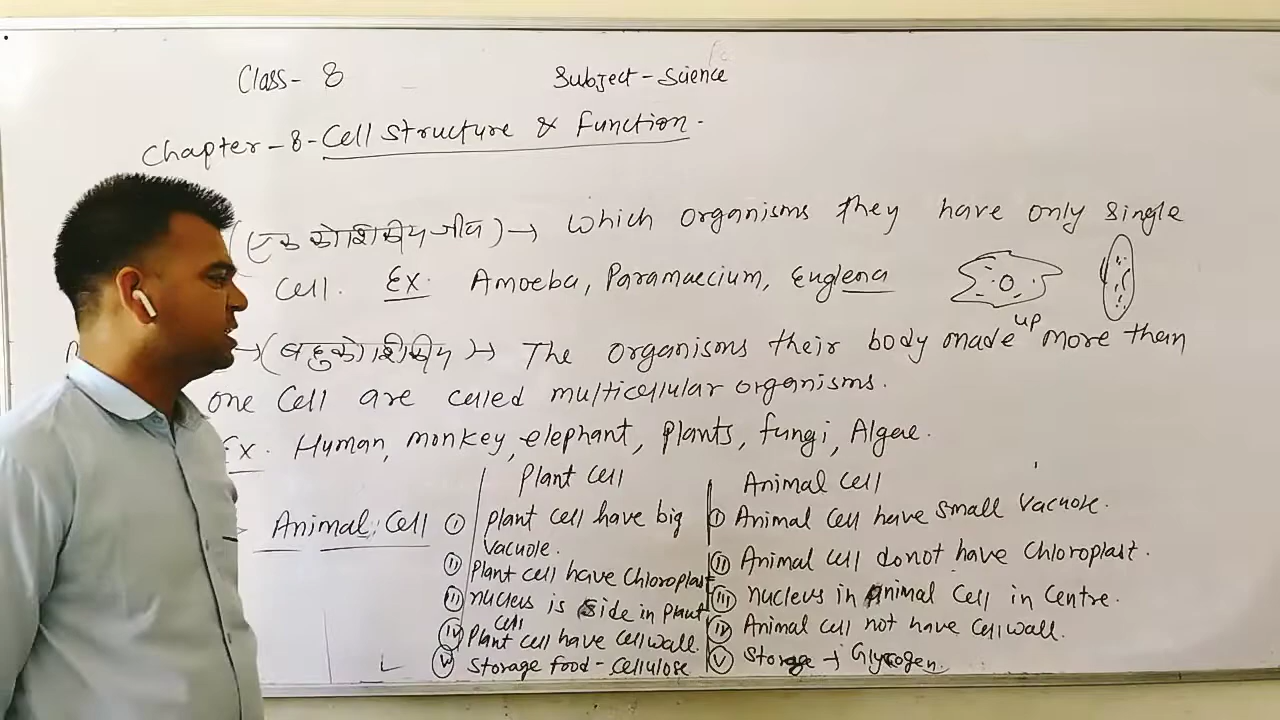 Class- 8 Subject - Science
Chapter - 8 - Cell Structure & Function.
(एक कोशिकीय जीव) → Which organisms they have only single
Cell. Ex. Amoeba, Paramaecium, Euglena
→ (बहुकोशिकीय) → The organisms their body made up more than
one Cell are called multicellular organisms.
Ex. Human, monkey, elephant, Plants, fungi, Algae.
Animal Cell
Plant Cell
(i) Plant cell have big
Vacuole.
(ii) Plant cell have Chloroplast
(iii) nucleus is Side in Plant
cell
(iv) Plant cell have cellwall.
(v) Storage food - Cellulose
Animal Cell
(i) Animal Cell have small Vacuole.
(ii) Animal cell donot have Chloroplast.
(iii) nucleus in Animal Cell in Centre.
(iv) Animal cell not have Cellwall.
(v) Storage → Glycogen.